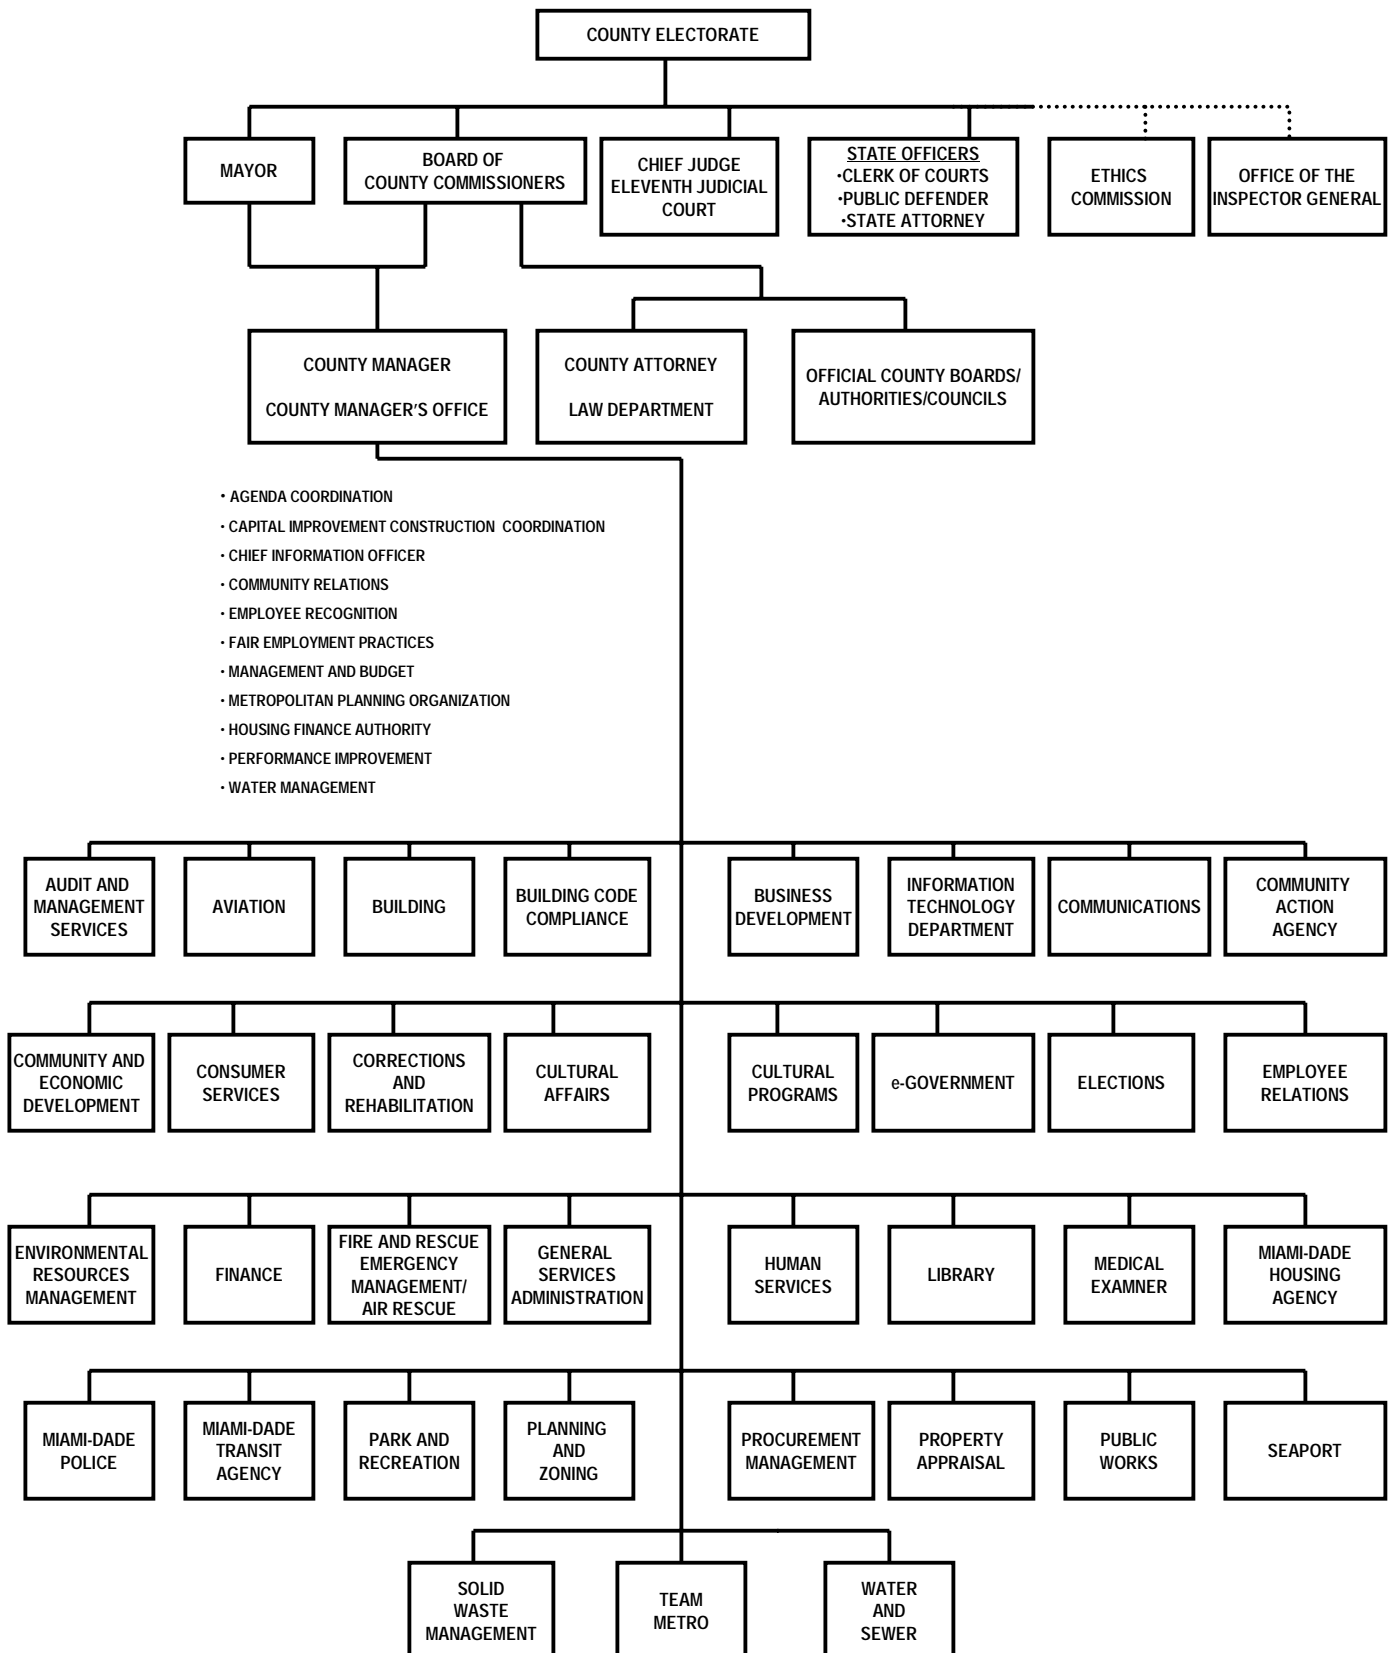 COUNTY ELECTORATE
MAYOR
BOARD OF
COUNTY COMMISSIONERS
CHIEF JUDGE
ELEVENTH JUDICIAL
COURT
STATE OFFICERS
•CLERK OF COURTS
•PUBLIC DEFENDER
•STATE ATTORNEY
ETHICS
COMMISSION
OFFICE OF THE
INSPECTOR GENERAL
COUNTY MANAGER
COUNTY MANAGER'S OFFICE
COUNTY ATTORNEY
LAW DEPARTMENT
OFFICIAL COUNTY BOARDS/
AUTHORITIES/COUNCILS
• AGENDA COORDINATION
• CAPITAL IMPROVEMENT CONSTRUCTION COORDINATION
• CHIEF INFORMATION OFFICER
• COMMUNITY RELATIONS
• EMPLOYEE RECOGNITION
• FAIR EMPLOYMENT PRACTICES
• MANAGEMENT AND BUDGET
• METROPOLITAN PLANNING ORGANIZATION
• HOUSING FINANCE AUTHORITY
• PERFORMANCE IMPROVEMENT
• WATER MANAGEMENT
AUDIT AND
MANAGEMENT
SERVICES
AVIATION
BUILDING
BUILDING CODE
COMPLIANCE
BUSINESS
DEVELOPMENT
INFORMATION
TECHNOLOGY
DEPARTMENT
COMMUNICATIONS
COMMUNITY
ACTION
AGENCY
COMMUNITY AND
ECONOMIC
DEVELOPMENT
CONSUMER
SERVICES
CORRECTIONS
AND
REHABILITATION
CULTURAL
AFFAIRS
CULTURAL
PROGRAMS
e-GOVERNMENT
ELECTIONS
EMPLOYEE
RELATIONS
ENVIRONMENTAL
RESOURCES
MANAGEMENT
FINANCE
FIRE AND RESCUE
EMERGENCY
MANAGEMENT/
AIR RESCUE
GENERAL
SERVICES
ADMINISTRATION
HUMAN
SERVICES
LIBRARY
MEDICAL
EXAMNER
MIAMI-DADE
HOUSING
AGENCY
MIAMI-DADE
POLICE
MIAMI-DADE
TRANSIT
AGENCY
PARK AND
RECREATION
PLANNING
AND
ZONING
PROCUREMENT
MANAGEMENT
PROPERTY
APPRAISAL
PUBLIC
WORKS
SEAPORT
SOLID
WASTE
MANAGEMENT
TEAM
METRO
WATER
AND
SEWER